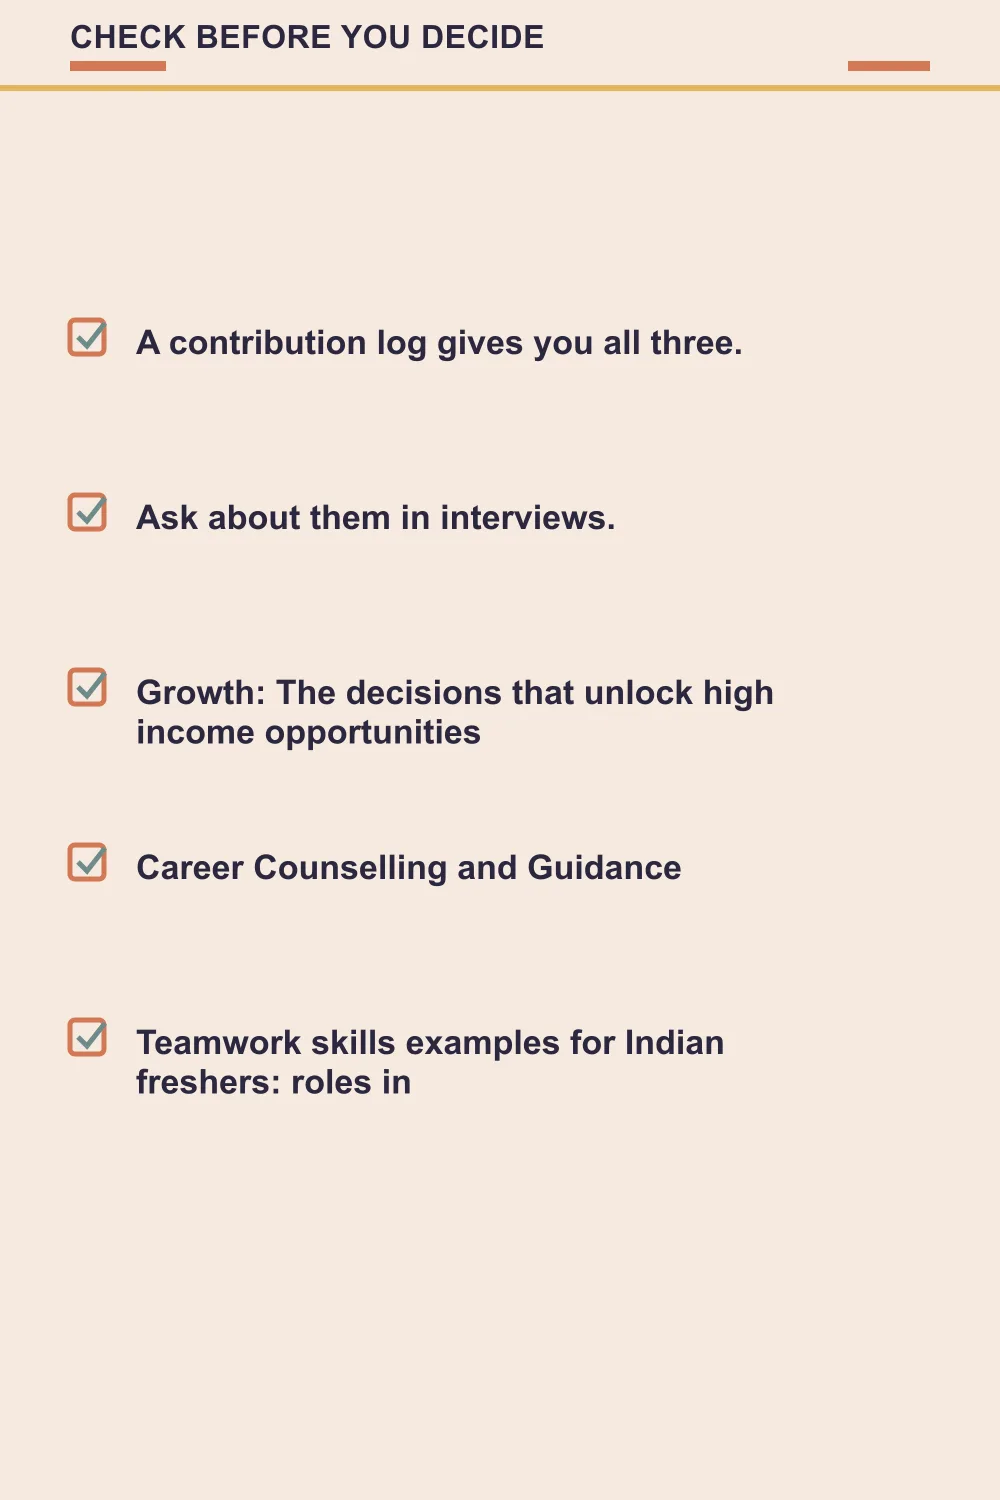 CHECK BEFORE YOU DECIDE
A contribution log gives you all three.
Ask about them in interviews.
Growth: The decisions that unlock high
income opportunities
Career Counselling and Guidance
Teamwork skills examples for Indian
freshers: roles in